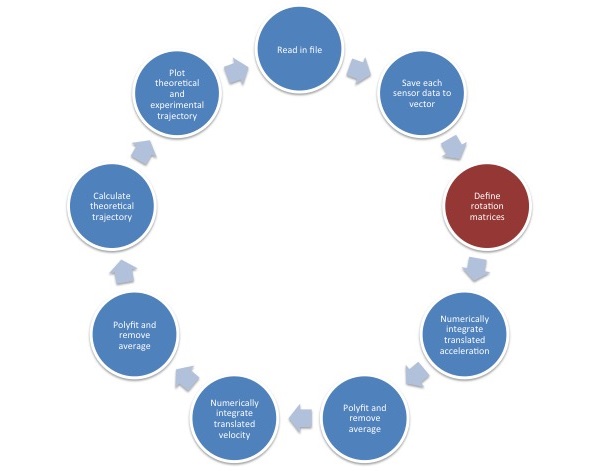 Read in file
Save each
sensor data to
vector
Define
rotation
matrices
Numerically
integrate
translated
acceleration
Polyfit and
remove
average
Numerically
integrate
translated
velocity
Polyfit and
remove
average
Calculate
theoretical
trajectory
Plot
theoretical
and
experimental
trajectory